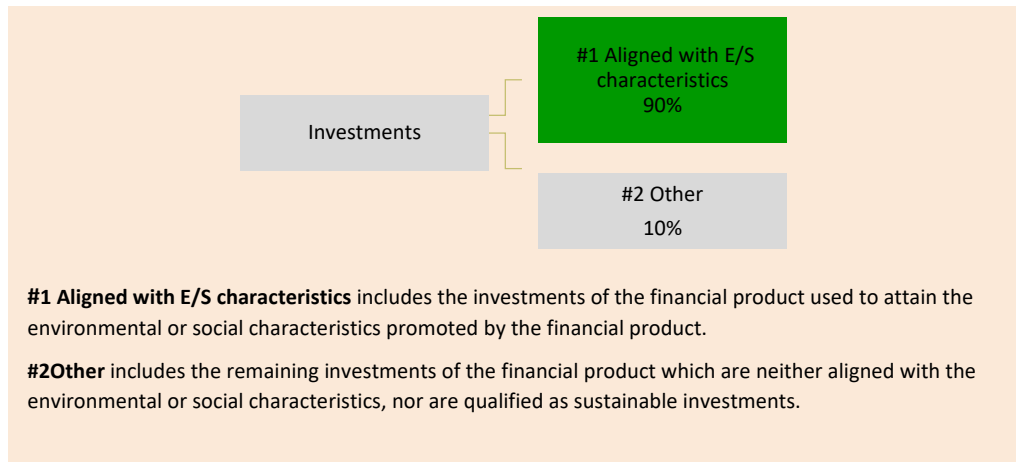 #1 Aligned with E/S
characteristics
90%
Investments
#2 Other
10%
#1 Aligned with E/S characteristics includes the investments of the financial product used to attain the
environmental or social characteristics promoted by the financial product.
#2Other includes the remaining investments of the financial product which are neither aligned with the
environmental or social characteristics, nor are qualified as sustainable investments.